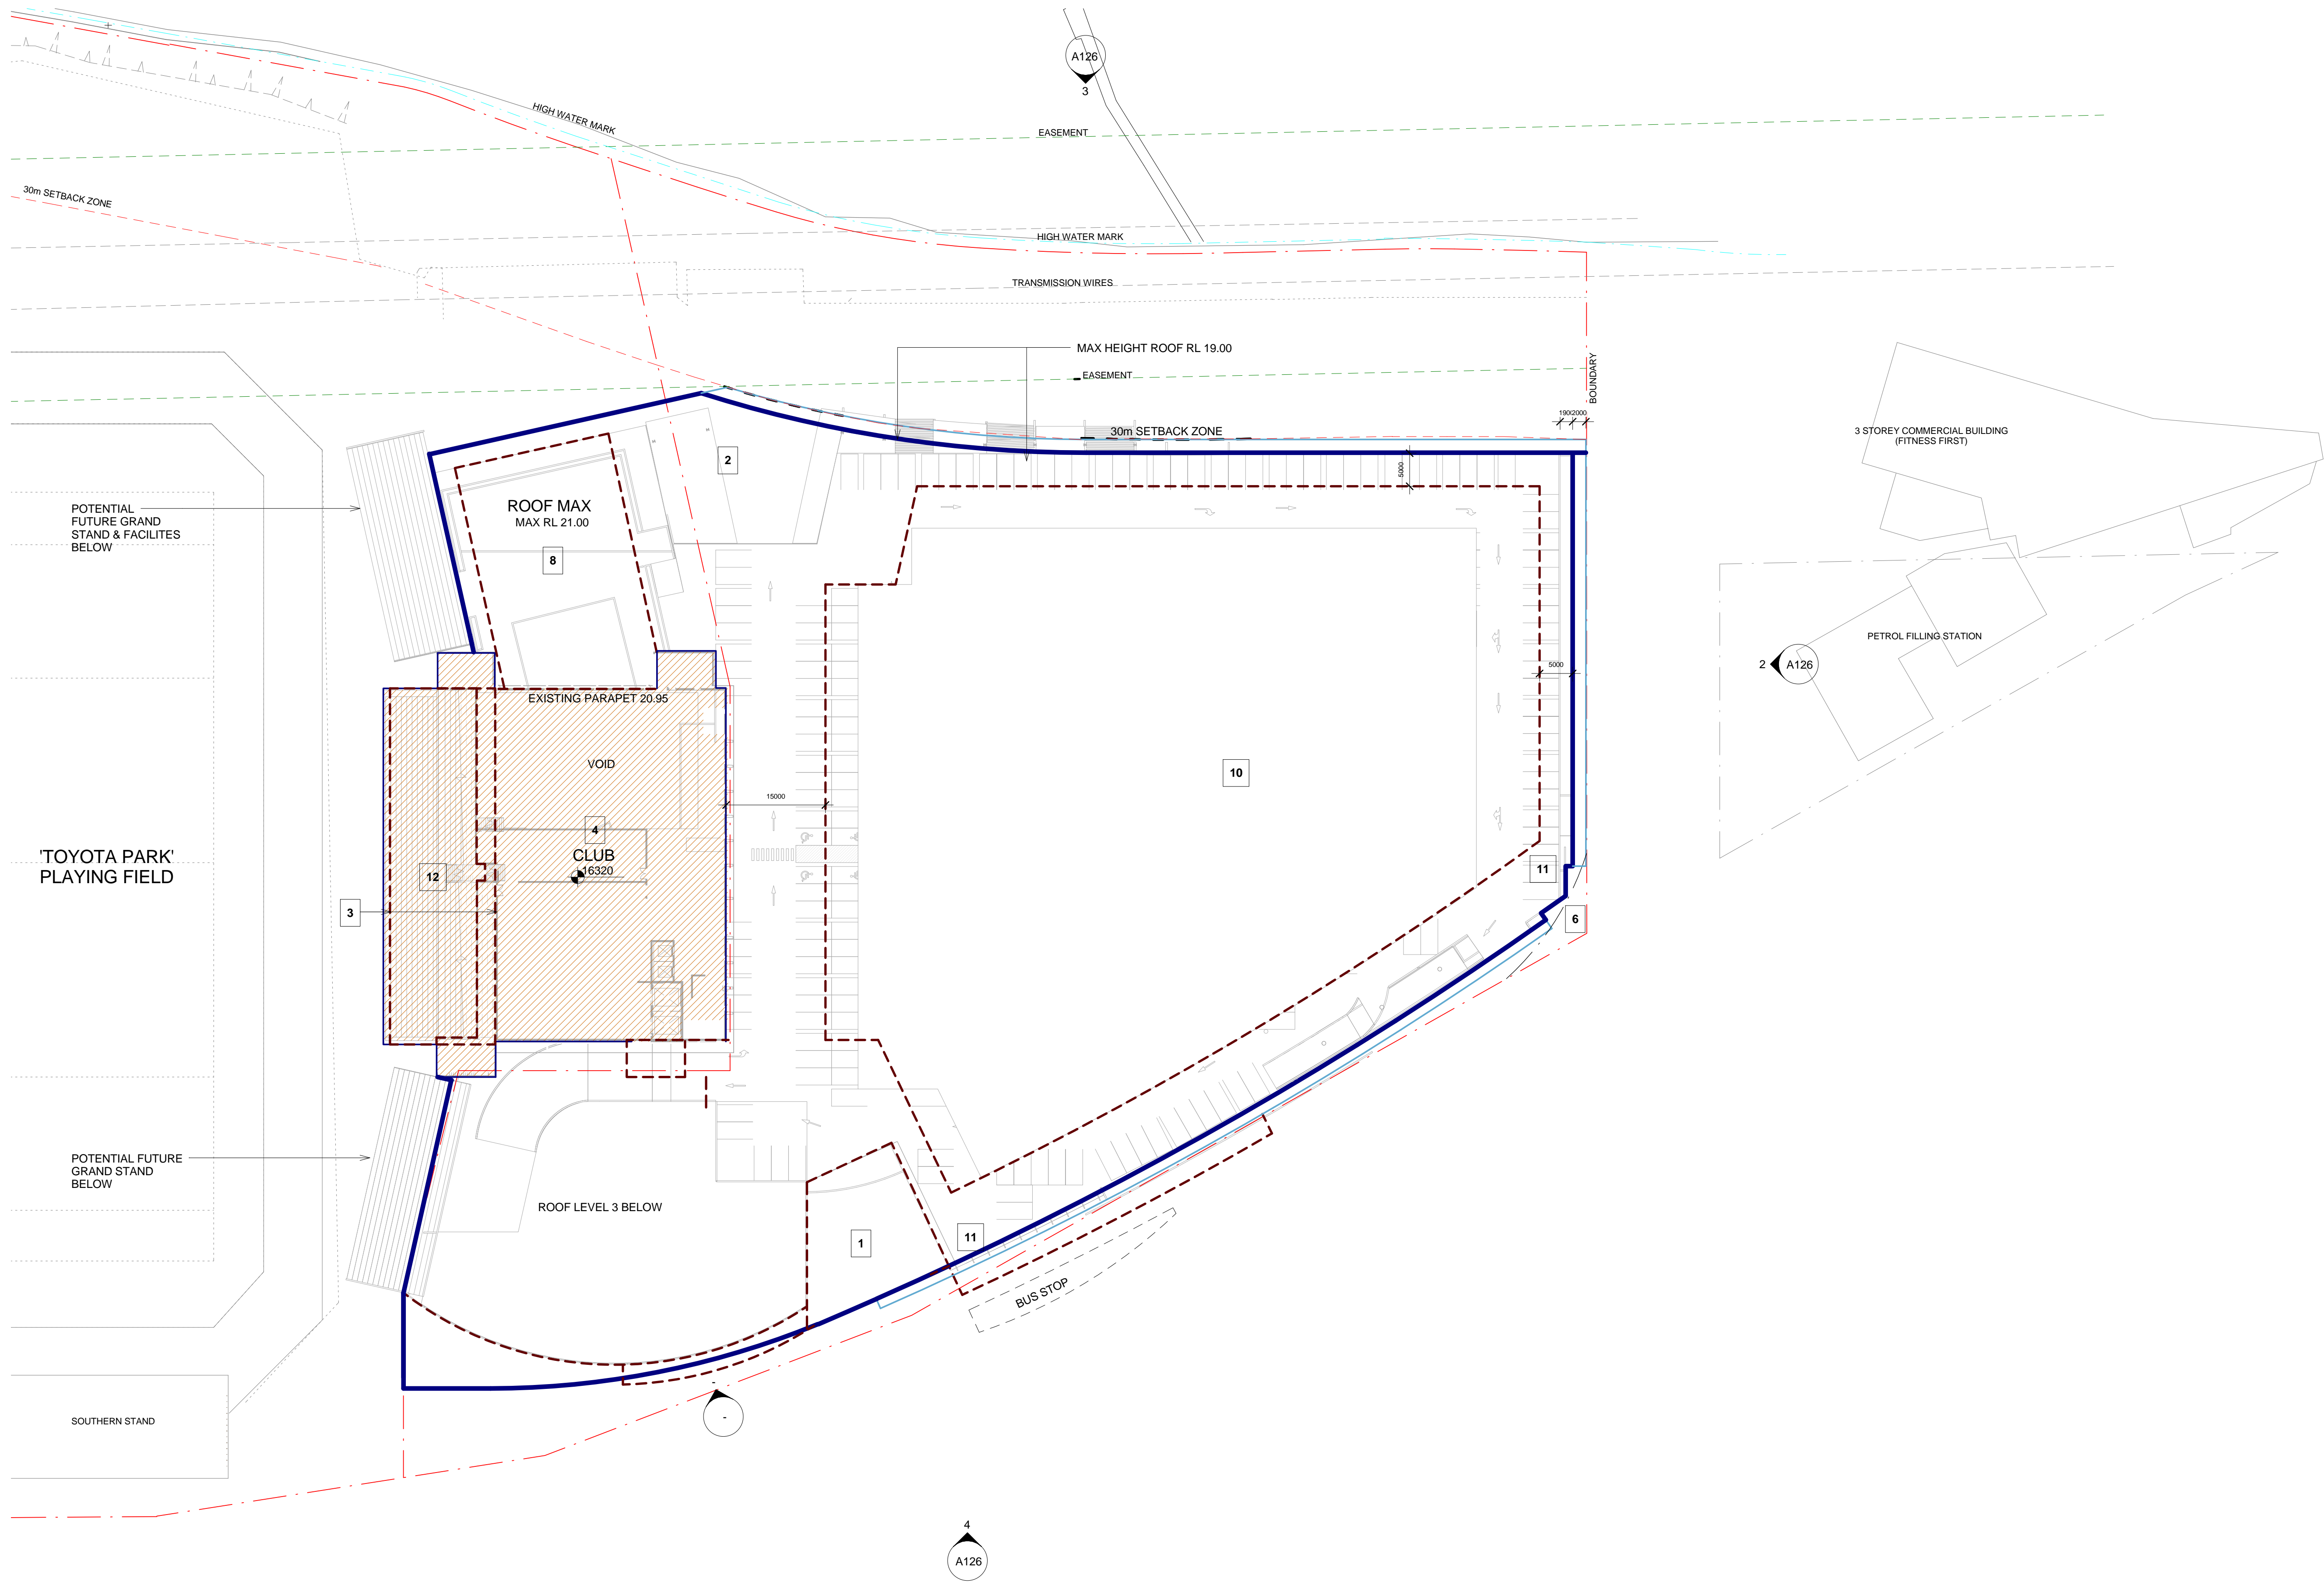 A126
3
HIGH WATER MARK
EASEMENT
30m SETBACK ZONE
HIGH WATER MARK
TRANSMISSION WIRES
MAX HEIGHT ROOF RL 19.00
EASEMENT
BOUNDARY
1900
2000
30m SETBACK ZONE
3 STOREY COMMERCIAL BUILDING
(FITNESS FIRST)
2
5000
POTENTIAL
FUTURE GRAND
STAND & FACILITES
BELOW
ROOF MAX
MAX RL 21.00
8
PETROL FILLING STATION
2
A126
5000
EXISTING PARAPET 20.95
VOID
10
15000
4
CLUB
16320
'TOYOTA PARK'
PLAYING FIELD
12
11
3
6
POTENTIAL FUTURE
GRAND STAND
BELOW
ROOF LEVEL 3 BELOW
1
11
BUS STOP
SOUTHERN STAND
-
-
4
A126